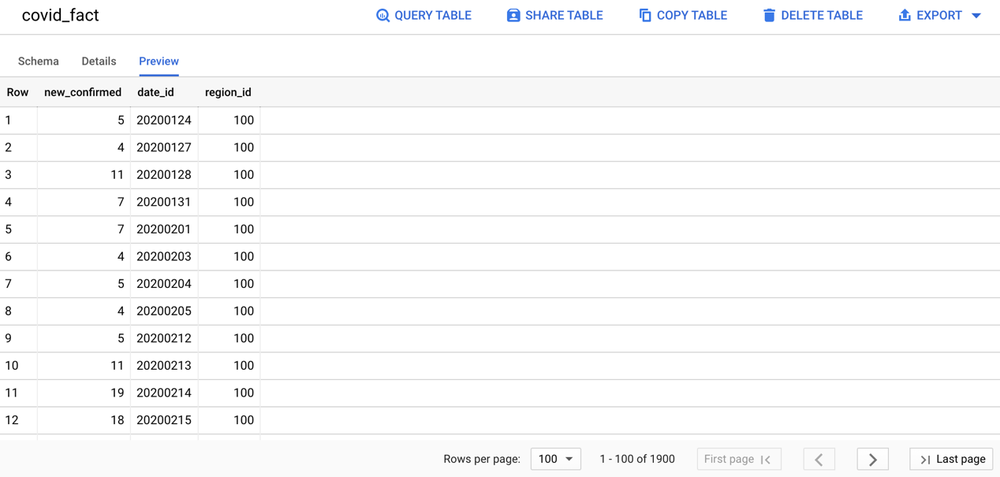 covid_fact QUERY TABLE SHARE TABLE COPY TABLE DELETE TABLE EXPORT
Schema Details Preview
Row new_confirmed date_id region_id
1 5 20200124 100
2 4 20200127 100
3 11 20200128 100
4 7 20200131 100
5 7 20200201 100
6 4 20200203 100
7 5 20200204 100
8 4 20200205 100
9 5 20200212 100
10 11 20200213 100
11 19 20200214 100
12 18 20200215 100
Rows per page: 100 1 - 100 of 1900 First page Last page